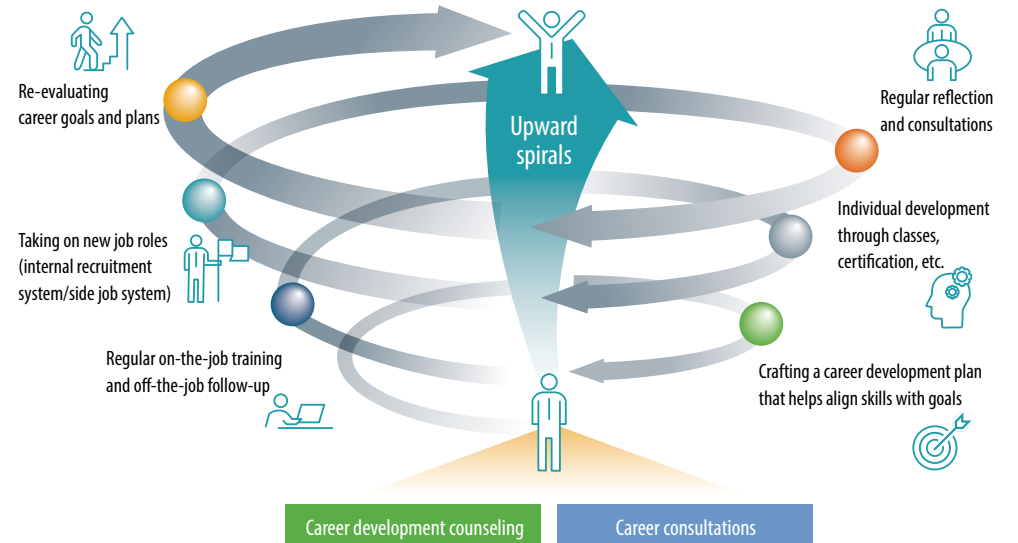 Re-evaluating
career goals and plans
Upward
spirals
Regular reflection
and consultations
Taking on new job roles
(internal recruitment
system/side job system)
Individual development
through classes,
certification, etc.
Regular on-the-job training
and off-the-job follow-up
Crafting a career development plan
that helps align skills with goals
Career development counseling
Career consultations